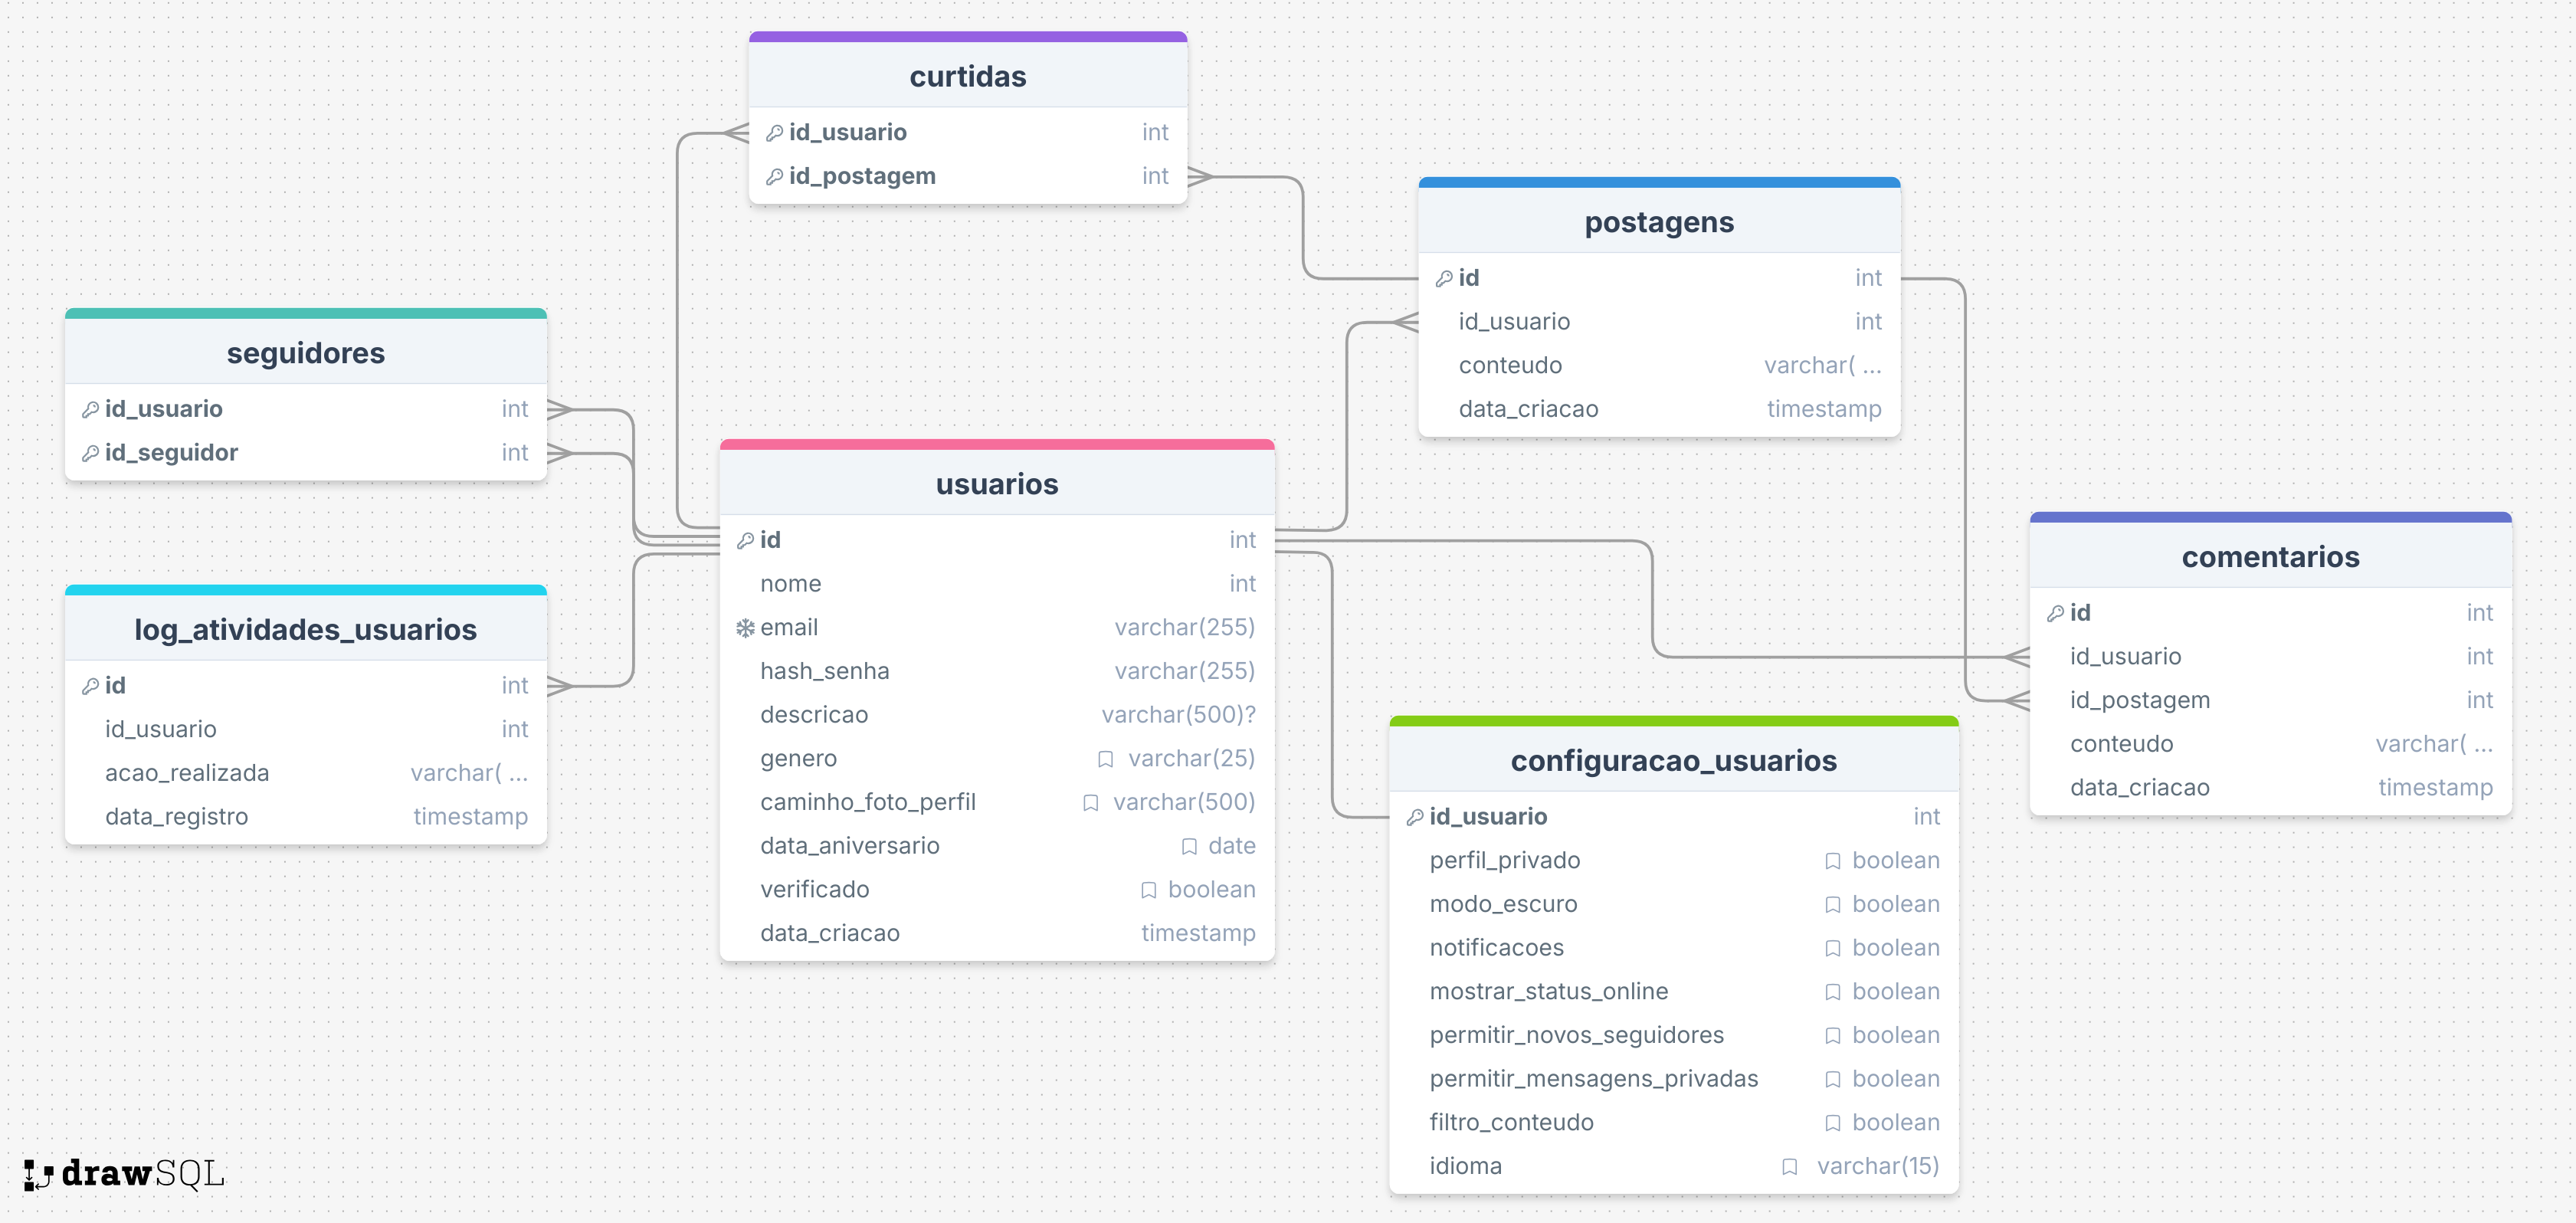 curtidas
id_usuario int
id_postagem int
postagens
id int
id_usuario int
conteudo varchar( ...
data_criacao timestamp
seguidores
id_usuario int
id_seguidor int
usuarios
id int
nome int
email varchar(255)
hash_senha varchar(255)
descricao varchar(500)?
genero varchar(25)
caminho_foto_perfil varchar(500)
data_aniversario date
verificado boolean
data_criacao timestamp
log_atividades_usuarios
id int
id_usuario int
acao_realizada varchar( ...
data_registro timestamp
comentarios
id int
id_usuario int
id_postagem int
conteudo varchar( ...
data_criacao timestamp
configuracao_usuarios
id_usuario int
perfil_privado boolean
modo_escuro boolean
notificacoes boolean
mostrar_status_online boolean
permitir_novos_seguidores boolean
permitir_mensagens_privadas boolean
filtro_conteudo boolean
idioma varchar(15)
drawSQL